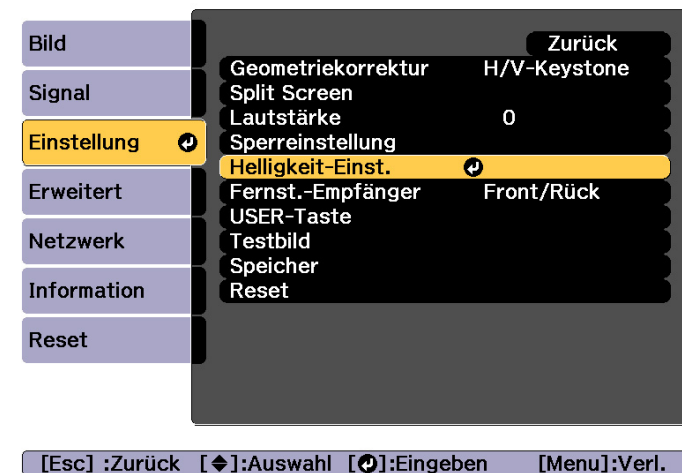 Bild
Signal
Einstellung
Erweitert
Netzwerk
Information
Reset
Zurück
Geometriekorrektur H/V-Keystone
Split Screen
Lautstärke 0
Sperreinstellung
Helligkeit-Einst.
Fernst.-Empfänger Front/Rück
USER-Taste
Testbild
Speicher
Reset
[Esc] :Zurück [◆]:Auswahl [⏎]:Eingeben [Menu]:Verl.